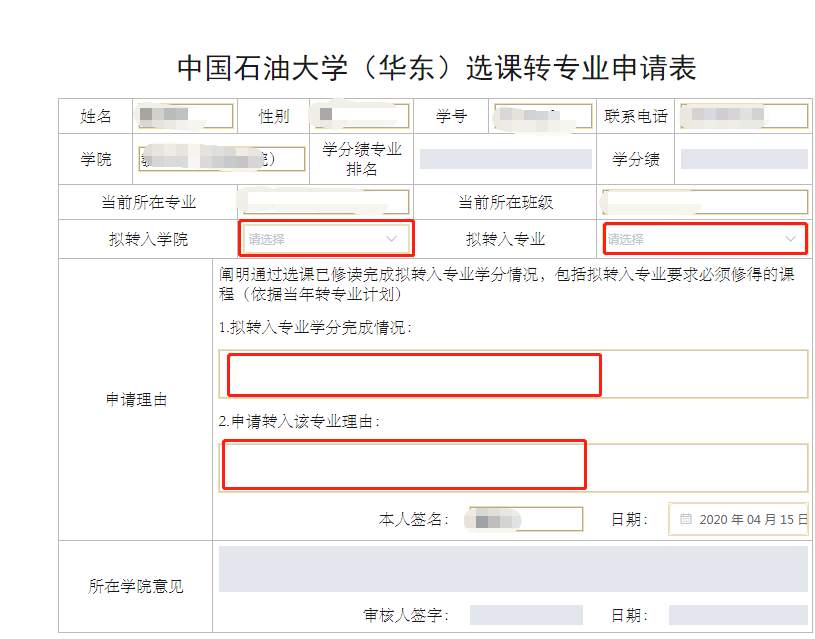 中国石油大学（华东）选课转专业申请表
姓名 性别 学号 联系电话
学院 ） 学分绩专业排名 学分绩
当前所在专业 当前所在班级
拟转入学院 请选择 拟转入专业 请选择
申请理由
阐明通过选课已修读完成拟转入专业学分情况，包括拟转入专业要求必须修得的课
程（依据当年转专业计划）
1.拟转入专业学分完成情况：
2.申请转入该专业理由：
本人签名： 日期： 2020 年 04 月 15 日
所在学院意见
审核人签字： 日期：